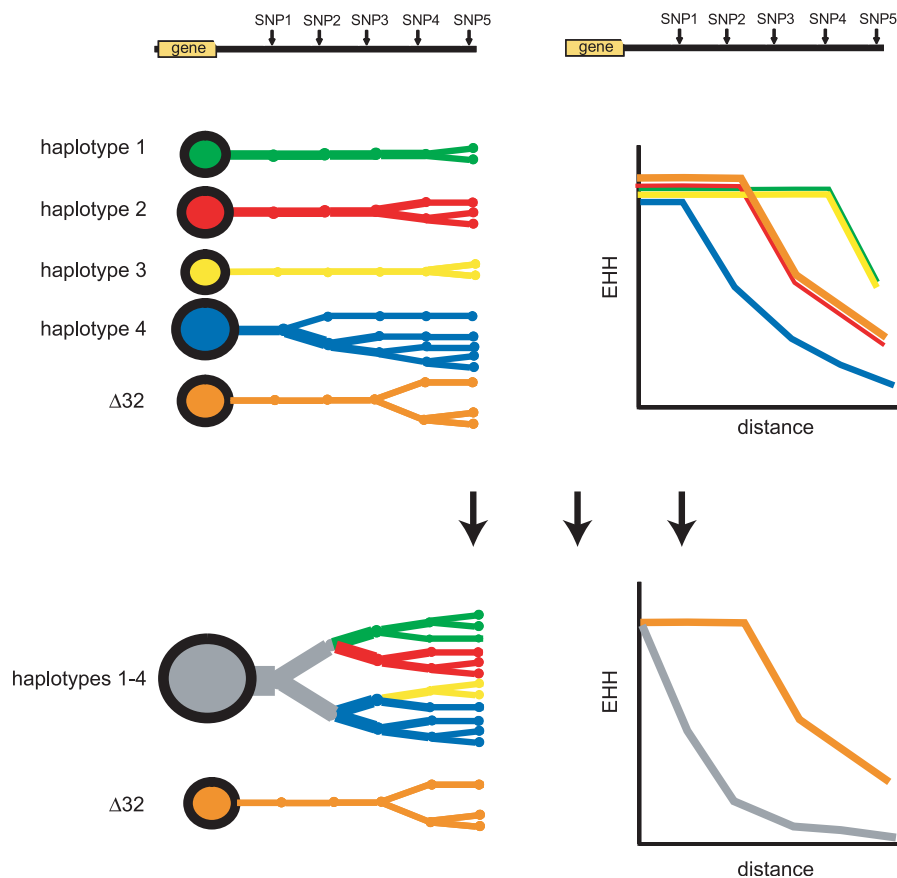 SNP1 SNP2 SNP3 SNP4 SNP5
gene
SNP1 SNP2 SNP3 SNP4 SNP5
gene
haplotype 1
haplotype 2
haplotype 3
haplotype 4
Δ32
EHH
distance
haplotypes 1-4
Δ32
EHH
distance